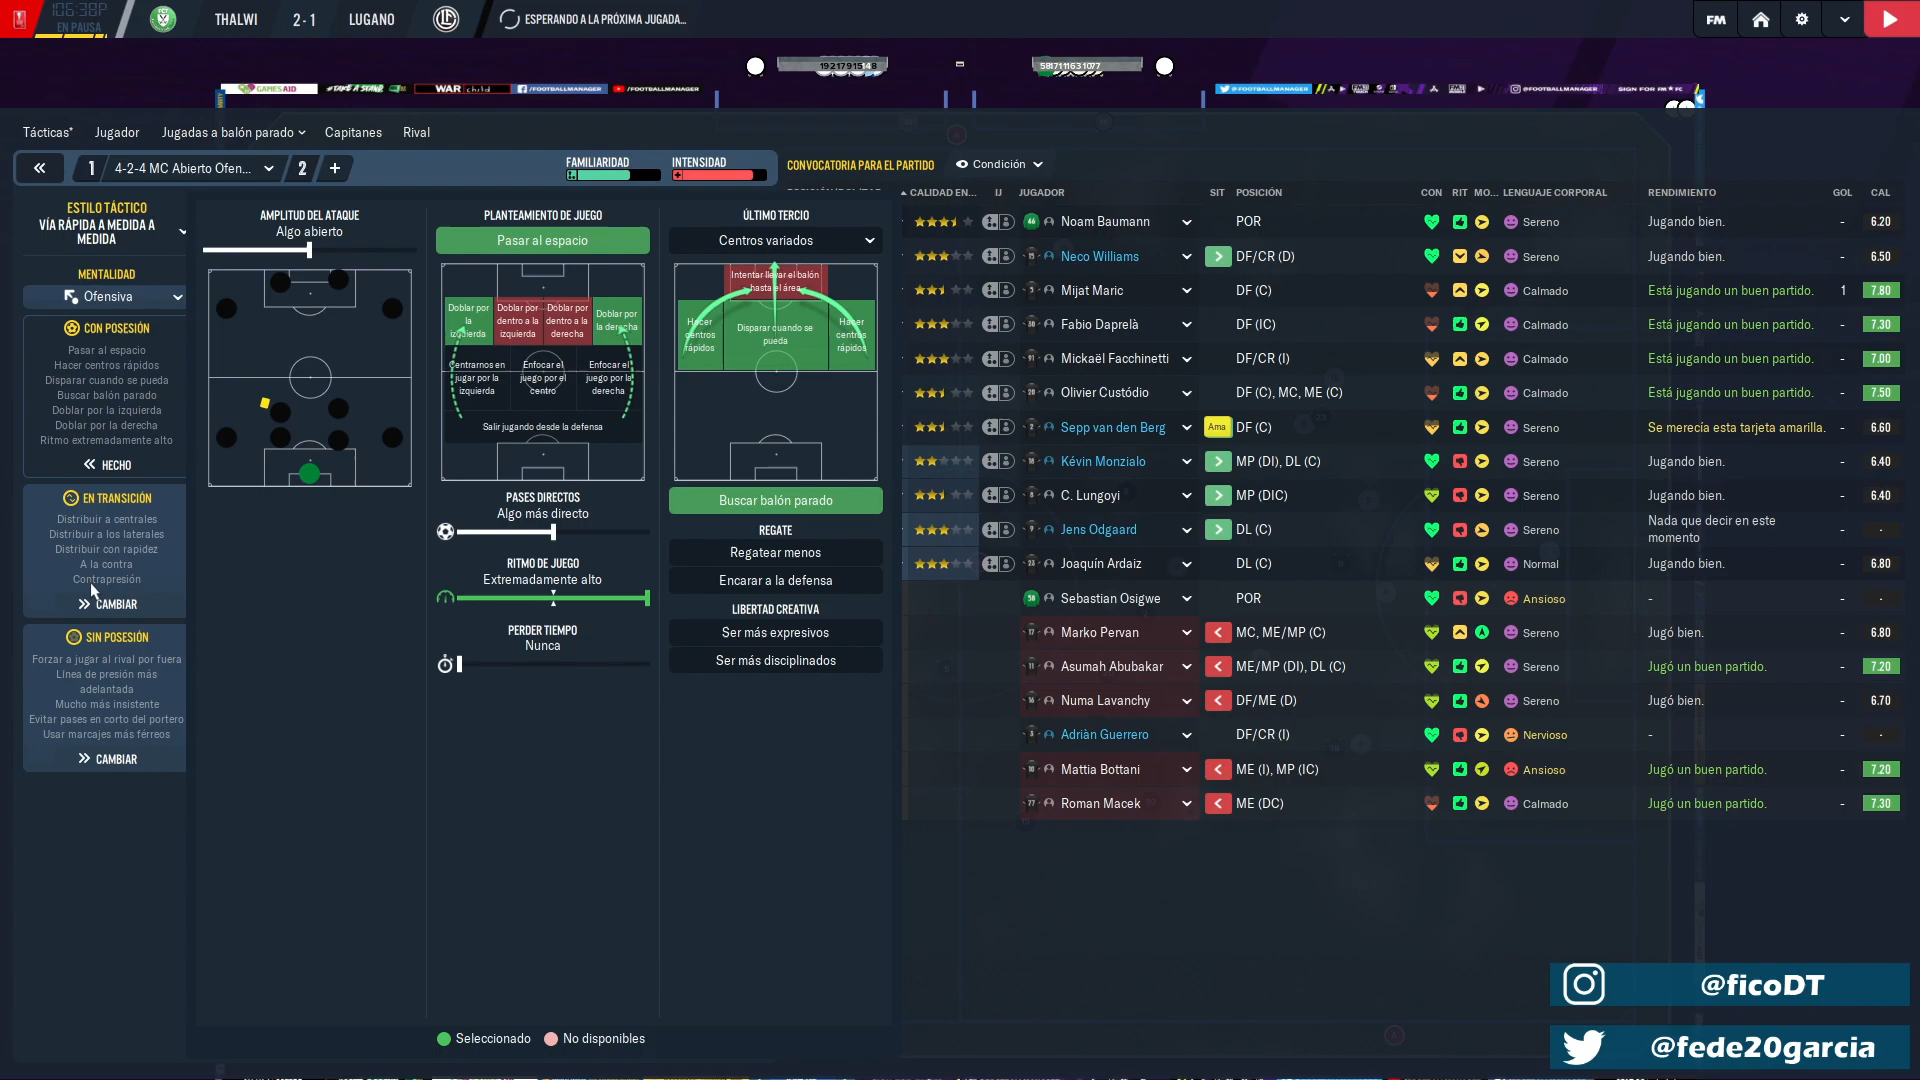 106:38P
EN PAUSA
THALWI
2 - 1
LUGANO
ESPERANDO A LA PRÓXIMA JUGADA...
FM
GAMESAID
#TAKE A STAND
WAR child
/FOOTBALLMANAGER
/FOOTBALLMANAGER
@FOOTBALLMANAGER
@FOOTBALLMANAGER
SIGN FOR FM FC
Tácticas*
Jugador
Jugadas a balón parado
Capitanes
Rival
1
4-2-4 MC Abierto Ofen...
2
+
FAMILIARIDAD
INTENSIDAD
CONVOCATORIA PARA EL PARTIDO
Condición
ESTILO TÁCTICO
VÍA RÁPIDA A MEDIDA A
MEDIDA
MENTALIDAD
Ofensiva
CON POSESIÓN
Pasar al espacio
Hacer centros rápidos
Disparar cuando se pueda
Buscar balón parado
Doblar por la izquierda
Doblar por la derecha
Ritmo extremadamente alto
HECHO
EN TRANSICIÓN
Distribuir a centrales
Distribuir a los laterales
Distribuir con rapidez
A la contra
Contrapresión
CAMBIAR
SIN POSESIÓN
Forzar a jugar al rival por fuera
Línea de presión más
adelantada
Mucho más insistente
Evitar pases en corto del portero
Usar marcajes más férreos
CAMBIAR
AMPLITUD DEL ATAQUE
Algo abierto
PLANTEAMIENTO DE JUEGO
Pasar al espacio
Doblar por la izquierda
Doblar por dentro a la izquierda
Doblar por dentro a la derecha
Doblar por la derecha
Centrarnos en jugar por la izquierda
Enfocar el juego por el centro
Enfocar el juego por la derecha
Salir jugando desde la defensa
PASES DIRECTOS
Algo más directo
RITMO DE JUEGO
Extremadamente alto
PERDER TIEMPO
Nunca
ÚLTIMO TERCIO
Centros variados
Intentar llevar el balón
hasta el área
Hacer centros rápidos
Disparar cuando se pueda
Hacer centros rápidos
Buscar balón parado
REGATE
Regatear menos
Encarar a la defensa
LIBERTAD CREATIVA
Ser más expresivos
Ser más disciplinados
Seleccionado
No disponibles
CALIDAD EN... IJ JUGADOR SIT POSICIÓN CON RIT MO... LENGUAJE CORPORAL RENDIMIENTO GOL CAL
Noam Baumann POR Sereno Jugando bien. - 6.20
Neco Williams DF/CR (D) Sereno Jugando bien. - 6.50
Mijat Maric DF (C) Calmado Está jugando un buen partido. 1 7.80
Fabio Daprelà DF (IC) Calmado Está jugando un buen partido. - 7.30
Mickaël Facchinetti DF/CR (I) Calmado Está jugando un buen partido. - 7.00
Olivier Custódio DF (C), MC, ME (C) Calmado Está jugando un buen partido. - 7.50
Sepp van den Berg Ama DF (C) Sereno Se merecía esta tarjeta amarilla. - 6.60
Kévin Monzialo MP (DI), DL (C) Sereno Jugando bien. - 6.40
C. Lungoyi MP (DIC) Sereno Jugando bien. - 6.40
Jens Odgaard DL (C) Sereno Nada que decir en este momento - -
Joaquín Ardaiz DL (C) Normal Jugando bien. - 6.80
Sebastian Osigwe POR Ansioso - - -
Marko Pervan MC, ME/MP (C) Sereno Jugó bien. - 6.80
Asumah Abubakar ME/MP (DI), DL (C) Sereno Jugó un buen partido. - 7.20
Numa Lavanchy DF/ME (D) Sereno Jugó bien. - 6.70
Adriàn Guerrero DF/CR (I) Nervioso - - -
Mattia Bottani ME (I), MP (IC) Ansioso Jugó un buen partido. - 7.20
Roman Macek ME (DC) Calmado Jugó un buen partido. - 7.30
@ficoDT
@fede20garcia